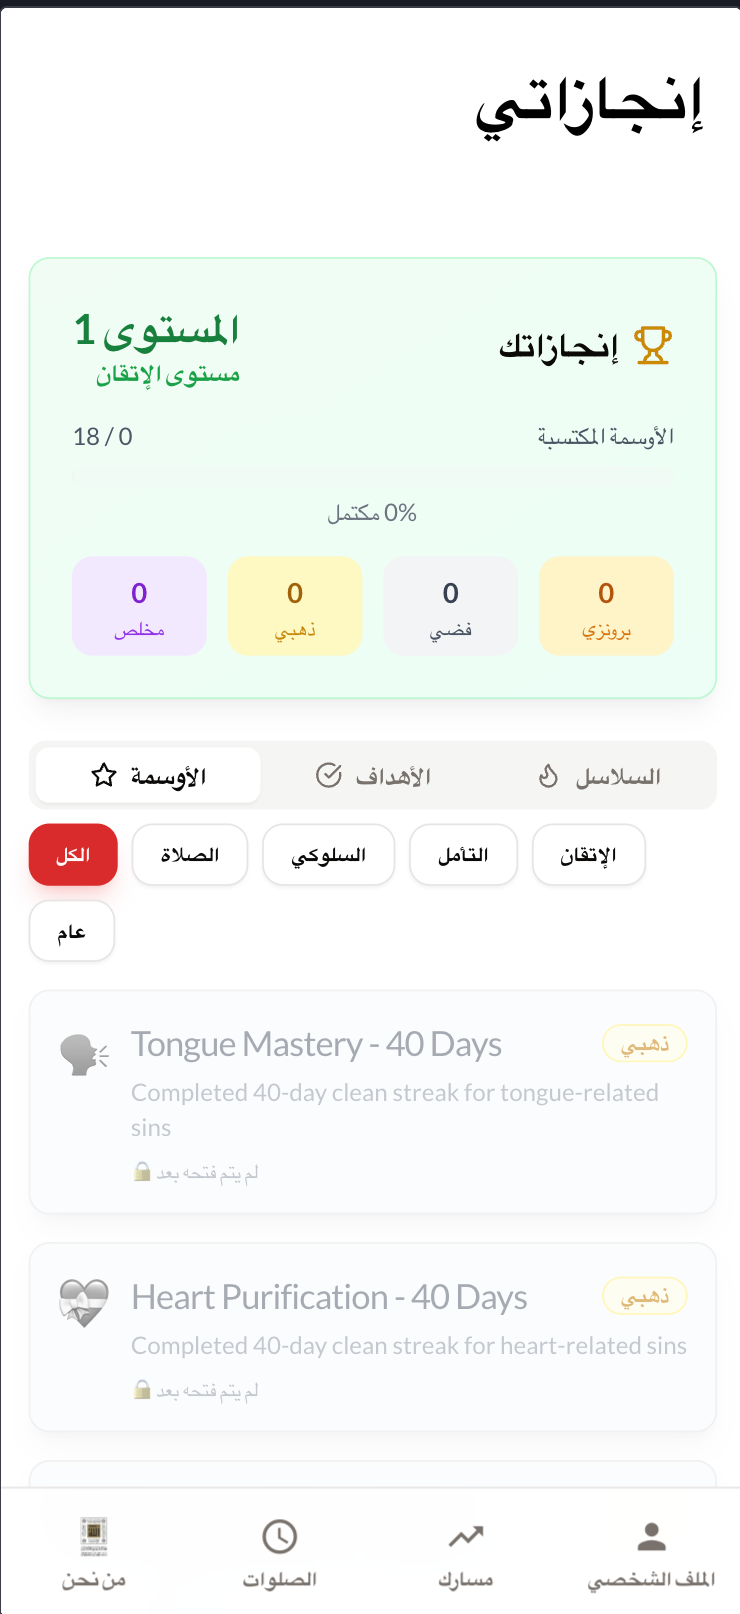 إنجازاتي
إنجازاتك
المستوى 1
مستوى الإتقان
الأوسمة المكتسبة
0 / 18
0% مكتمل
0
برونزي
0
فضي
0
ذهبي
0
مخلص
السلاسل
الأهداف
الأوسمة
الكل
الصلاة
السلوكي
التأمل
الإتقان
عام
Tongue Mastery - 40 Days
ذهبي
Completed 40-day clean streak for tongue-related
sins
لم يتم فتحه بعد
Heart Purification - 40 Days
ذهبي
Completed 40-day clean streak for heart-related sins
لم يتم فتحه بعد
الملف الشخصي
مسارك
الصلوات
من نحن